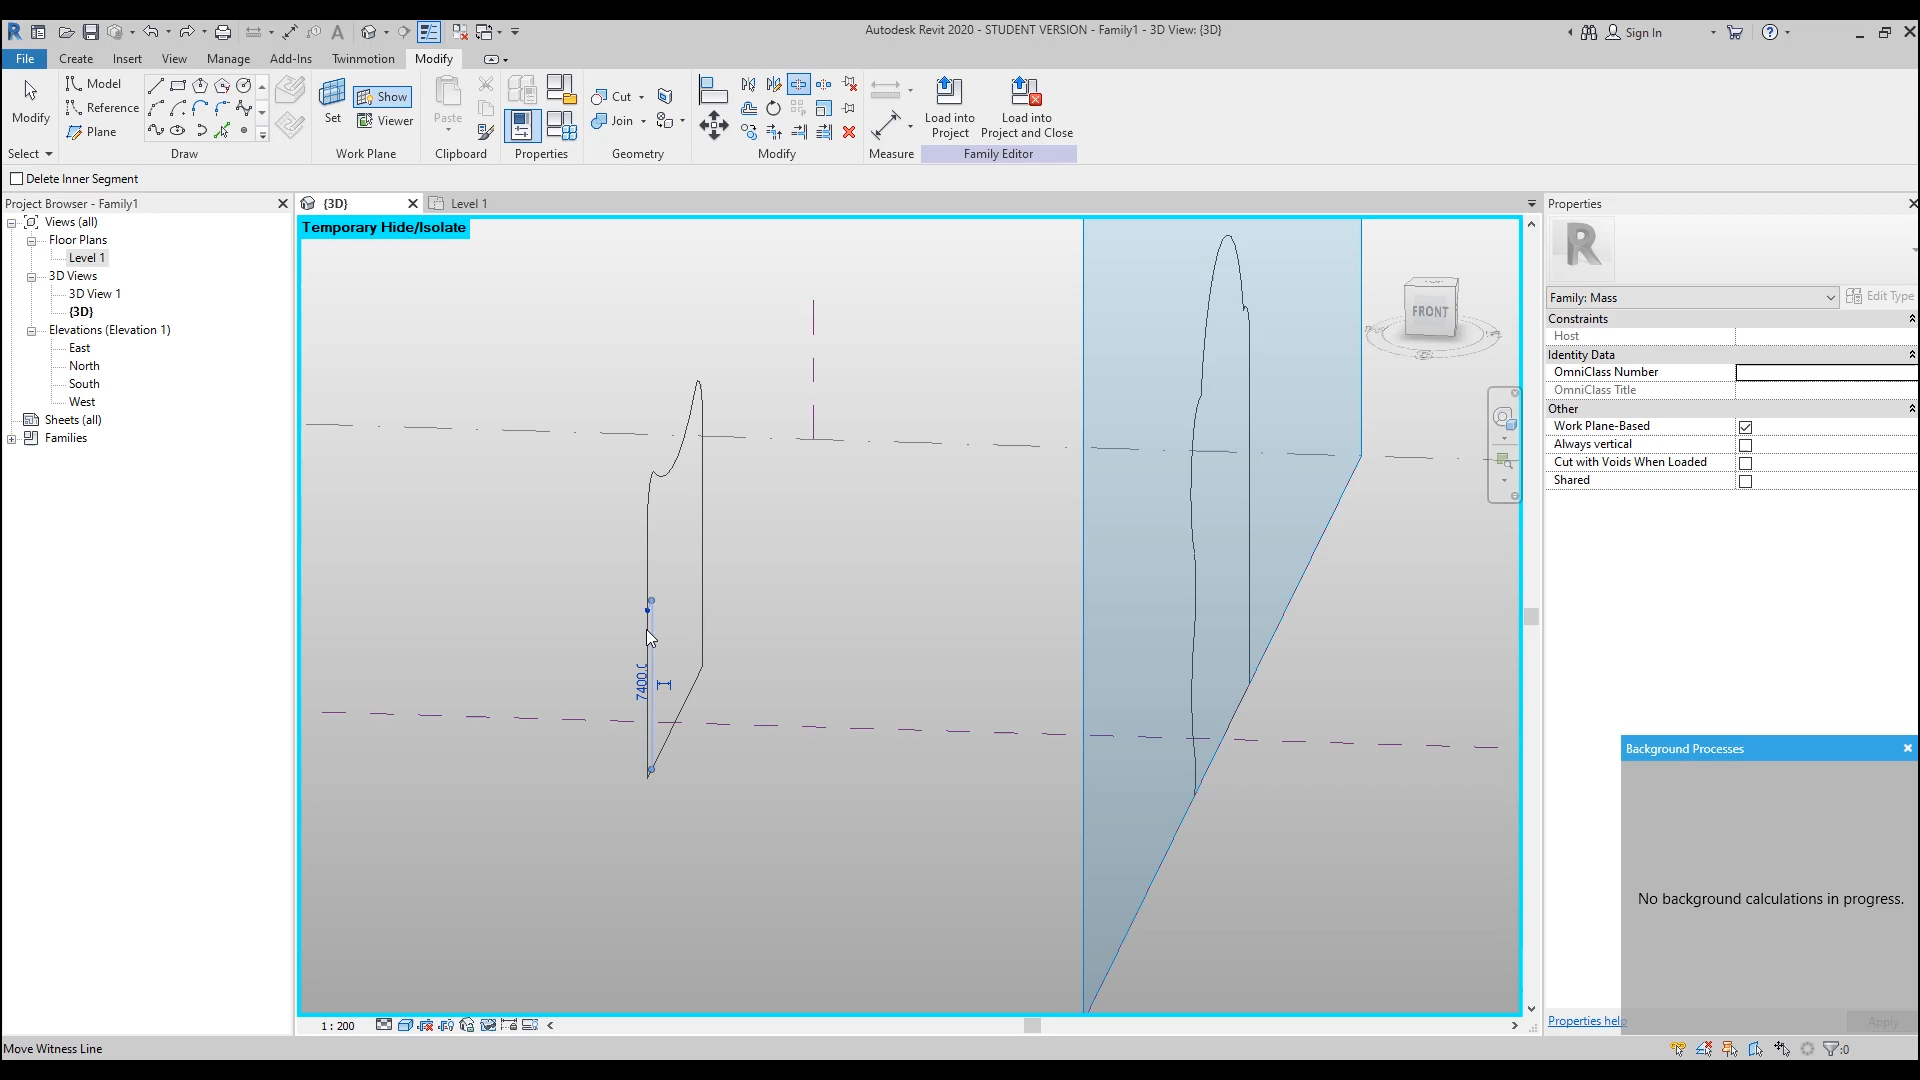 Autodesk Revit 2020 - STUDENT VERSION - Family1 - 3D View: {3D}
Sign In
File
Create
Insert
View
Manage
Add-Ins
Twinmotion
Modify
Modify
Model
Reference
Plane
Set
Show
Viewer
Paste
Cut
Join
Load into Project
Load into Project and Close
Select
Draw
Work Plane
Clipboard
Properties
Geometry
Modify
Measure
Family Editor
Delete Inner Segment
Project Browser - Family1
{3D}
Level 1
Properties
Views (all)
Floor Plans
Level 1
3D Views
3D View 1
{3D}
Elevations (Elevation 1)
East
North
South
West
Sheets (all)
Families
Temporary Hide/Isolate
FRONT
7400.0
R
Family: Mass
Edit Type
Constraints
Host
Identity Data
OmniClass Number
OmniClass Title
Other
Work Plane-Based
Always vertical
Cut with Voids When Loaded
Shared
Background Processes
No background calculations in progress.
Properties help
Apply
1 : 200
Move Witness Line
:0